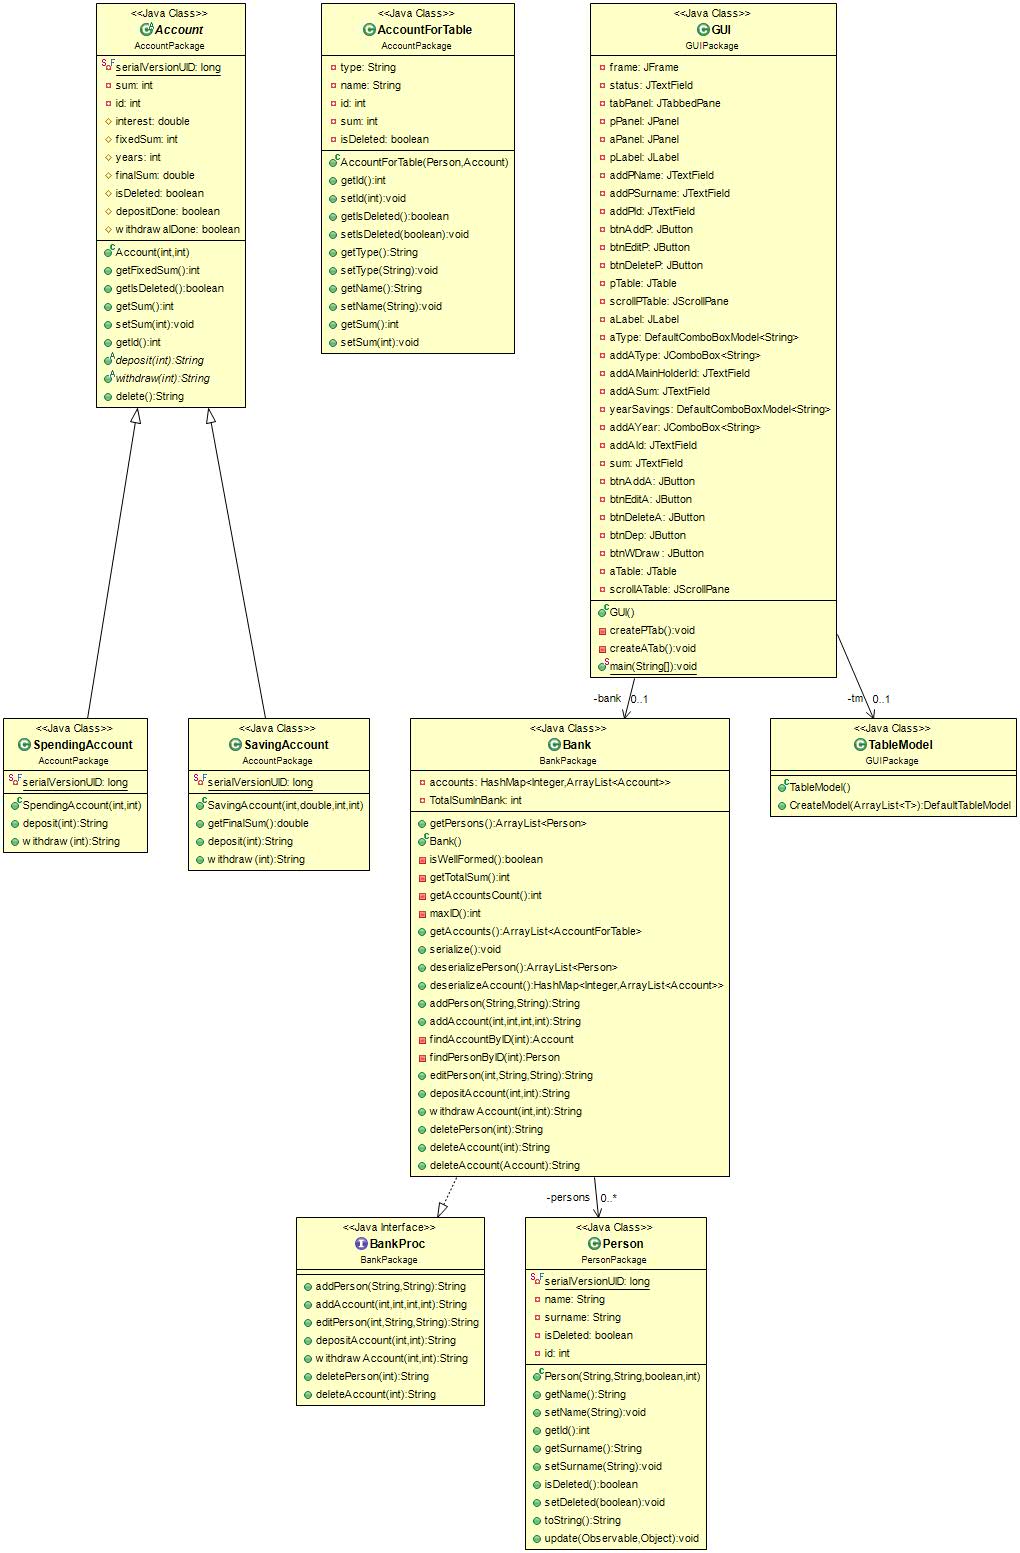 <<Java Class>>
Account
AccountPackage
serialVersionUID: long
sum: int
id: int
interest: double
fixedSum: int
years: int
finalSum: double
isDeleted: boolean
depositDone: boolean
withdrawalDone: boolean
Account(int,int)
getFixedSum():int
getIsDeleted():boolean
getSum():int
setSum(int):void
getId():int
deposit(int):String
withdraw(int):String
delete():String
<<Java Class>>
AccountForTable
AccountPackage
type: String
name: String
id: int
sum: int
isDeleted: boolean
AccountForTable(Person,Account)
getId():int
setId(int):void
getIsDeleted():boolean
setIsDeleted(boolean):void
getType():String
setType(String):void
getName():String
setName(String):void
getSum():int
setSum(int):void
<<Java Class>>
GUI
GUIPackage
frame: JFrame
status: JTextField
tabPanel: JTabbedPane
pPanel: JPanel
aPanel: JPanel
pLabel: JLabel
addPName: JTextField
addPSurname: JTextField
addPId: JTextField
btnAddP: JButton
btnEditP: JButton
btnDeleteP: JButton
pTable: JTable
scrollPTable: JScrollPane
aLabel: JLabel
aType: DefaultComboBoxModel<String>
addAType: JComboBox<String>
addAMainHolderId: JTextField
addASum: JTextField
yearSavings: DefaultComboBoxModel<String>
addAYear: JComboBox<String>
addAId: JTextField
sum: JTextField
btnAddA: JButton
btnEditA: JButton
btnDeleteA: JButton
btnDep: JButton
btnWDraw: JButton
aTable: JTable
scrollATable: JScrollPane
GUI()
createPTab():void
createATab():void
main(String[]):void
-bank 0..1
-tm 0..1
<<Java Class>>
SpendingAccount
AccountPackage
serialVersionUID: long
SpendingAccount(int,int)
deposit(int):String
withdraw(int):String
<<Java Class>>
SavingAccount
AccountPackage
serialVersionUID: long
SavingAccount(int,double,int,int)
getFinalSum():double
deposit(int):String
withdraw(int):String
<<Java Class>>
Bank
BankPackage
accounts: HashMap<Integer,ArrayList<Account>>
TotalSumInBank: int
getPersons():ArrayList<Person>
Bank()
isWellFormed():boolean
getTotalSum():int
getAccountsCount():int
maxID():int
getAccounts():ArrayList<AccountForTable>
serialize():void
deserializePerson():ArrayList<Person>
deserializeAccount():HashMap<Integer,ArrayList<Account>>
addPerson(String,String):String
addAccount(int,int,int,int):String
findAccountByID(int):Account
findPersonByID(int):Person
editPerson(int,String,String):String
depositAccount(int,int):String
withdrawAccount(int,int):String
deletePerson(int):String
deleteAccount(int):String
deleteAccount(Account):String
<<Java Class>>
TableModel
GUIPackage
TableModel()
CreateModel(ArrayList<T>):DefaultTableModel
-persons 0..*
<<Java Interface>>
BankProc
BankPackage
addPerson(String,String):String
addAccount(int,int,int,int):String
editPerson(int,String,String):String
depositAccount(int,int):String
withdrawAccount(int,int):String
deletePerson(int):String
deleteAccount(int):String
<<Java Class>>
Person
PersonPackage
serialVersionUID: long
name: String
surname: String
isDeleted: boolean
id: int
Person(String,String,boolean,int)
getName():String
setName(String):void
getId():int
getSurname():String
setSurname(String):void
isDeleted():boolean
setDeleted(boolean):void
toString():String
update(Observable,Object):void